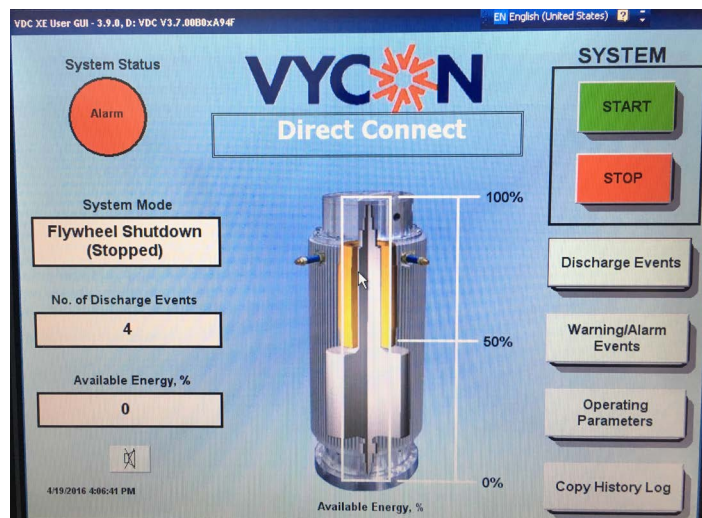 VDC XE User GUI - 3.9.0, D: VDC V3.7.00B0xA94F
EN English (United States)
System Status
Alarm
VYCON
Direct Connect
SYSTEM
START
STOP
System Mode
Flywheel Shutdown
(Stopped)
No. of Discharge Events
4
Available Energy, %
0
4/19/2016 4:06:41 PM
100%
50%
0%
Available Energy, %
Discharge Events
Warning/Alarm
Events
Operating
Parameters
Copy History Log